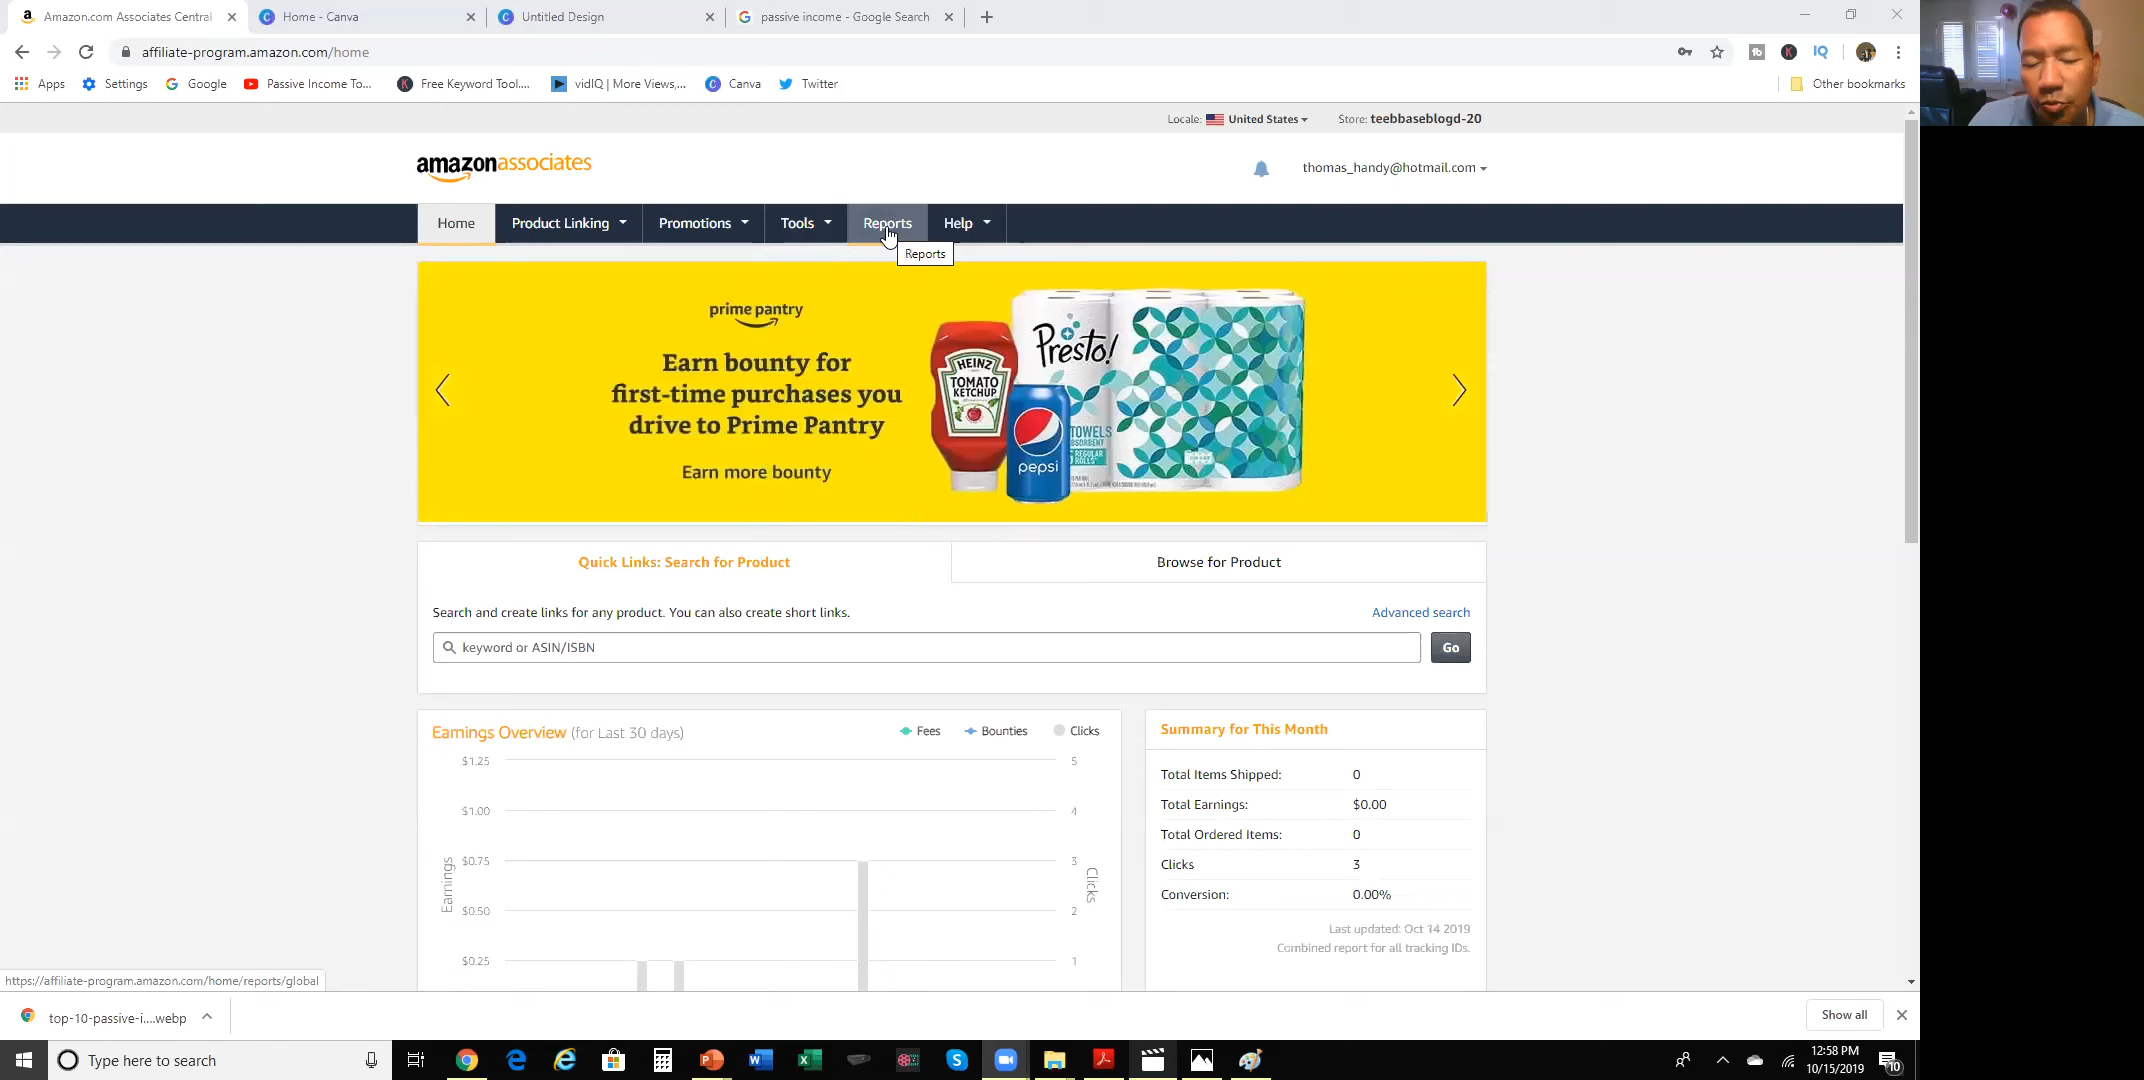 Amazon.com Associates Central
Home - Canva
Untitled Design
passive income - Google Search
affiliate-program.amazon.com/home
Apps
Settings
Google
Passive Income To...
Free Keyword Tool....
vidIQ | More Views,...
Canva
Twitter
Other bookmarks
Locale: United States
Store: teebbaseblogd-20
amazonassociates
thomas_handy@hotmail.com
Home
Product Linking
Promotions
Tools
Reports
Help
Reports
prime pantry
Earn bounty for
first-time purchases you
drive to Prime Pantry
Earn more bounty
HEINZ
TOMATO
KETCHUP
Presto!
TOWELS
pepsi
Quick Links: Search for Product
Browse for Product
Search and create links for any product. You can also create short links.
Advanced search
keyword or ASIN/ISBN
Go
Earnings Overview (for Last 30 days)
Fees
Bounties
Clicks
$1.25
$1.00
$0.75
$0.50
$0.25
5
4
3
2
1
Earnings
Clicks
Summary for This Month
Total Items Shipped: 0
Total Earnings: $0.00
Total Ordered Items: 0
Clicks 3
Conversion: 0.00%
Last updated: Oct 14 2019
Combined report for all tracking IDs.
https://affiliate-program.amazon.com/home/reports/global
top-10-passive-i....webp
Show all
Type here to search
12:58 PM
10/15/2019
10